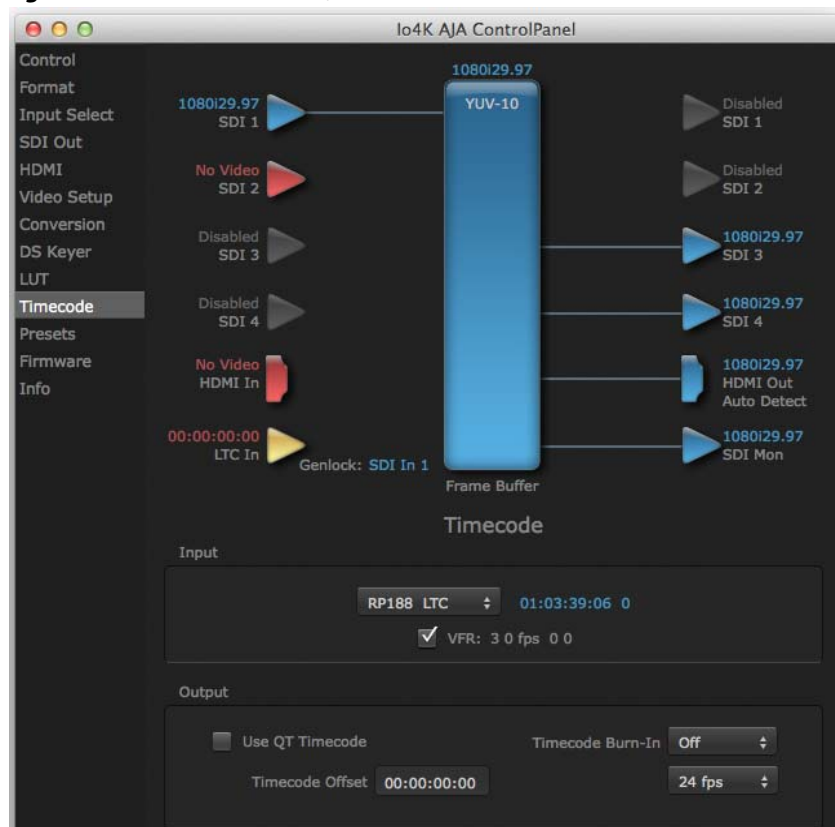 Io4K AJA ControlPanel
Control
Format
Input Select
SDI Out
HDMI
Video Setup
Conversion
DS Keyer
LUT
Timecode
Presets
Firmware
Info
1080i29.97
YUV-10
1080i29.97
SDI 1
No Video
SDI 2
Disabled
SDI 3
Disabled
SDI 4
No Video
HDMI In
00:00:00:00
LTC In
Genlock: SDI In 1
Frame Buffer
Disabled
SDI 1
Disabled
SDI 2
1080i29.97
SDI 3
1080i29.97
SDI 4
1080i29.97
HDMI Out
Auto Detect
1080i29.97
SDI Mon
Timecode
Input
RP188 LTC 01:03:39:06 0
VFR: 3 0 fps 0 0
Output
Use QT Timecode Timecode Burn-In Off
Timecode Offset 00:00:00:00 24 fps